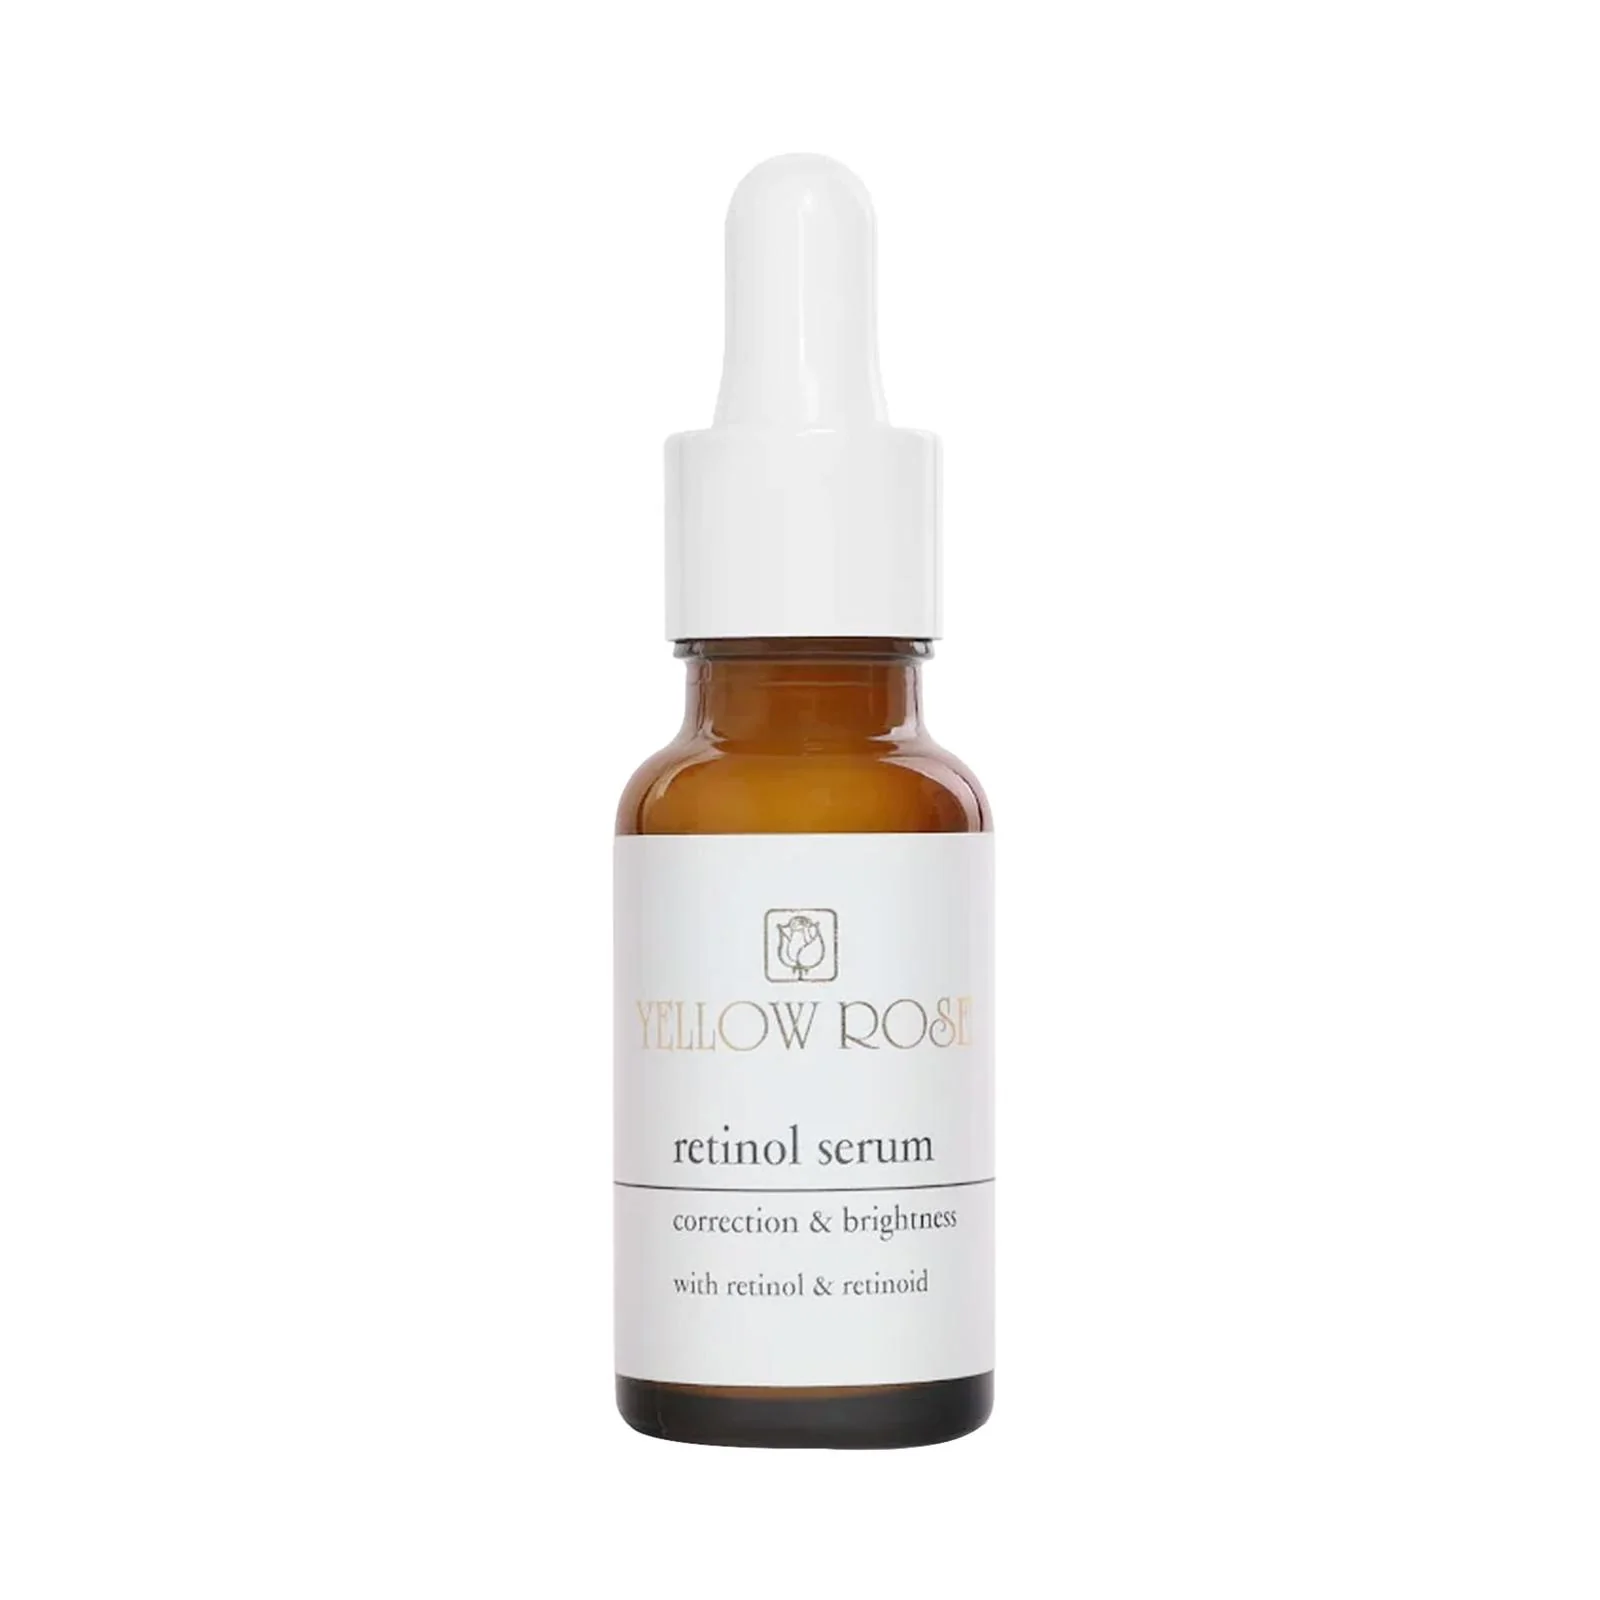 YELLOW ROSE
retinol serum
correction & brightness
with retinol & retinoid